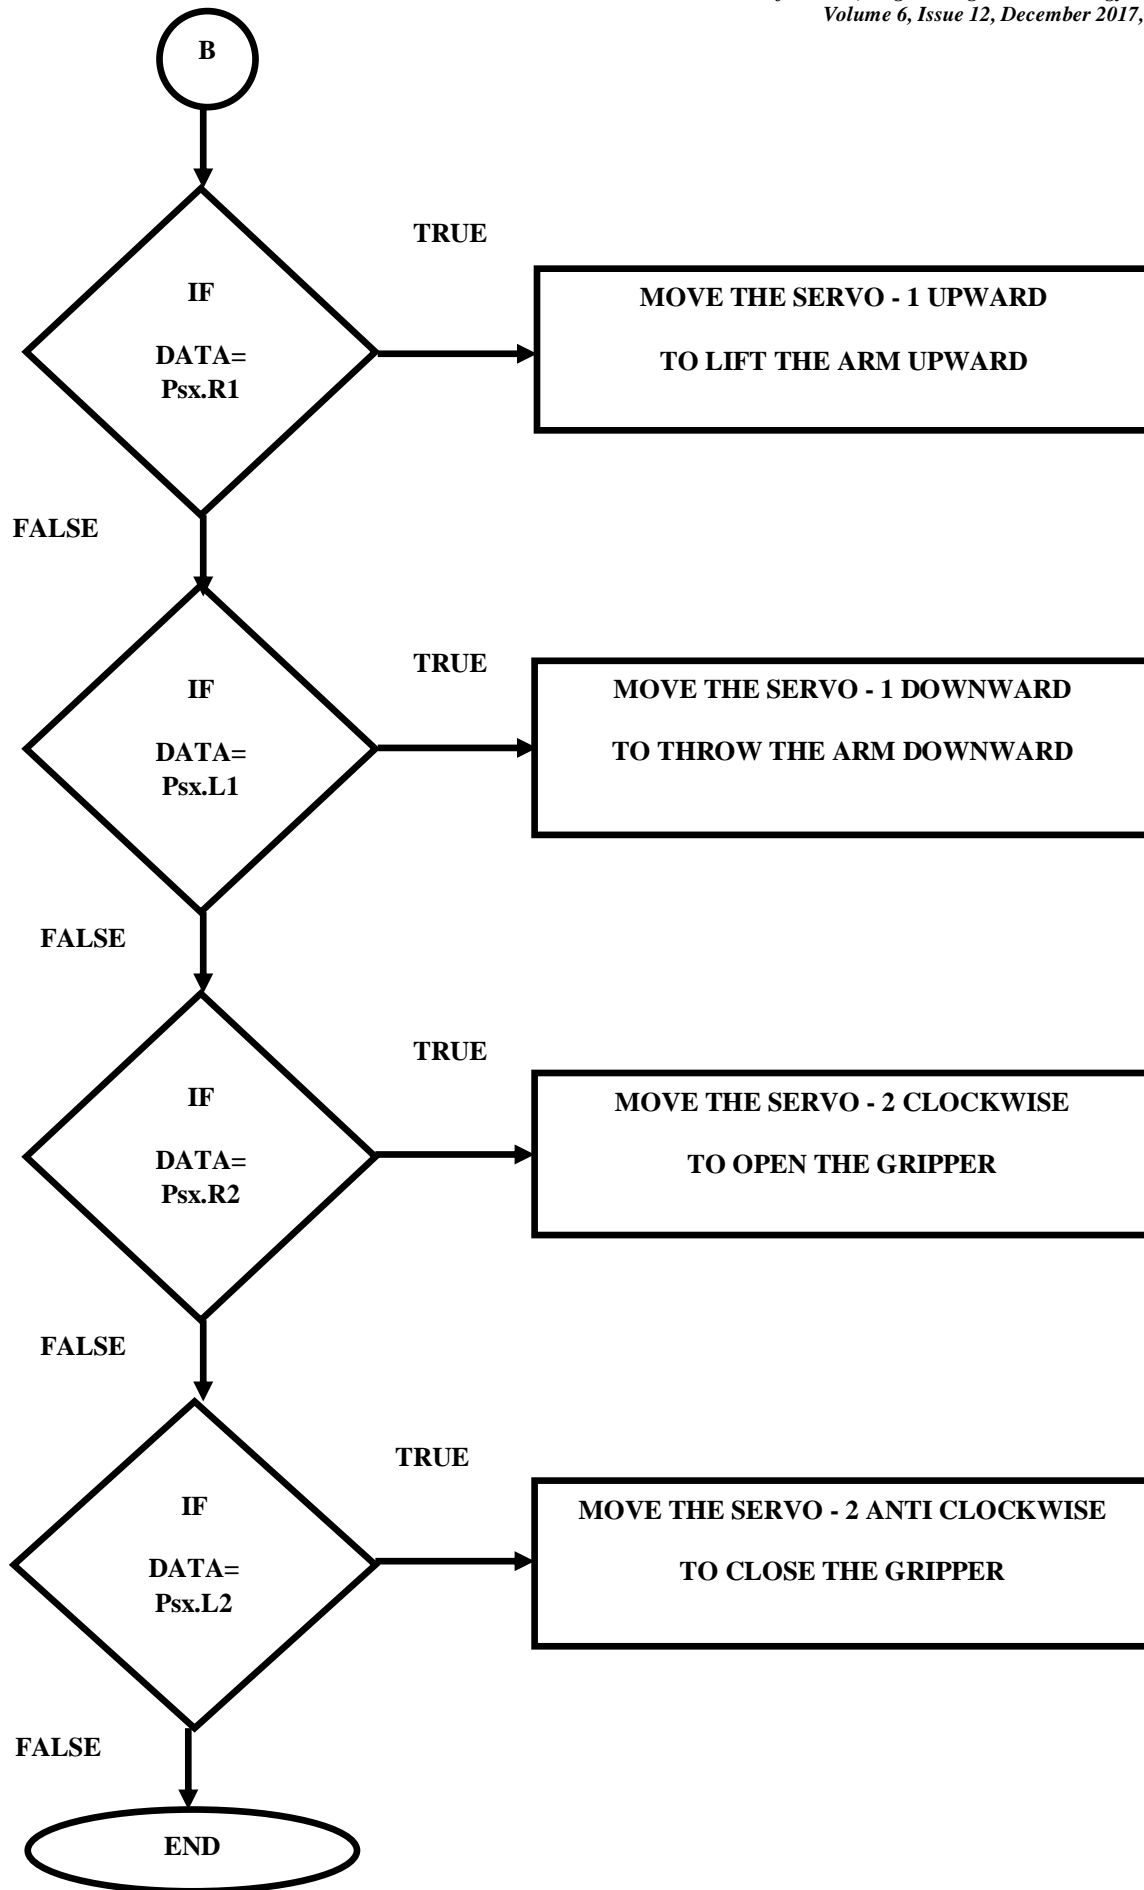 Volume 6, Issue 12, December 2017,
B
TRUE
IF
DATA=
Psx.R1
MOVE THE SERVO - 1 UPWARD
TO LIFT THE ARM UPWARD
FALSE
TRUE
IF
DATA=
Psx.L1
MOVE THE SERVO - 1 DOWNWARD
TO THROW THE ARM DOWNWARD
FALSE
TRUE
IF
DATA=
Psx.R2
MOVE THE SERVO - 2 CLOCKWISE
TO OPEN THE GRIPPER
FALSE
TRUE
IF
DATA=
Psx.L2
MOVE THE SERVO - 2 ANTI CLOCKWISE
TO CLOSE THE GRIPPER
FALSE
END